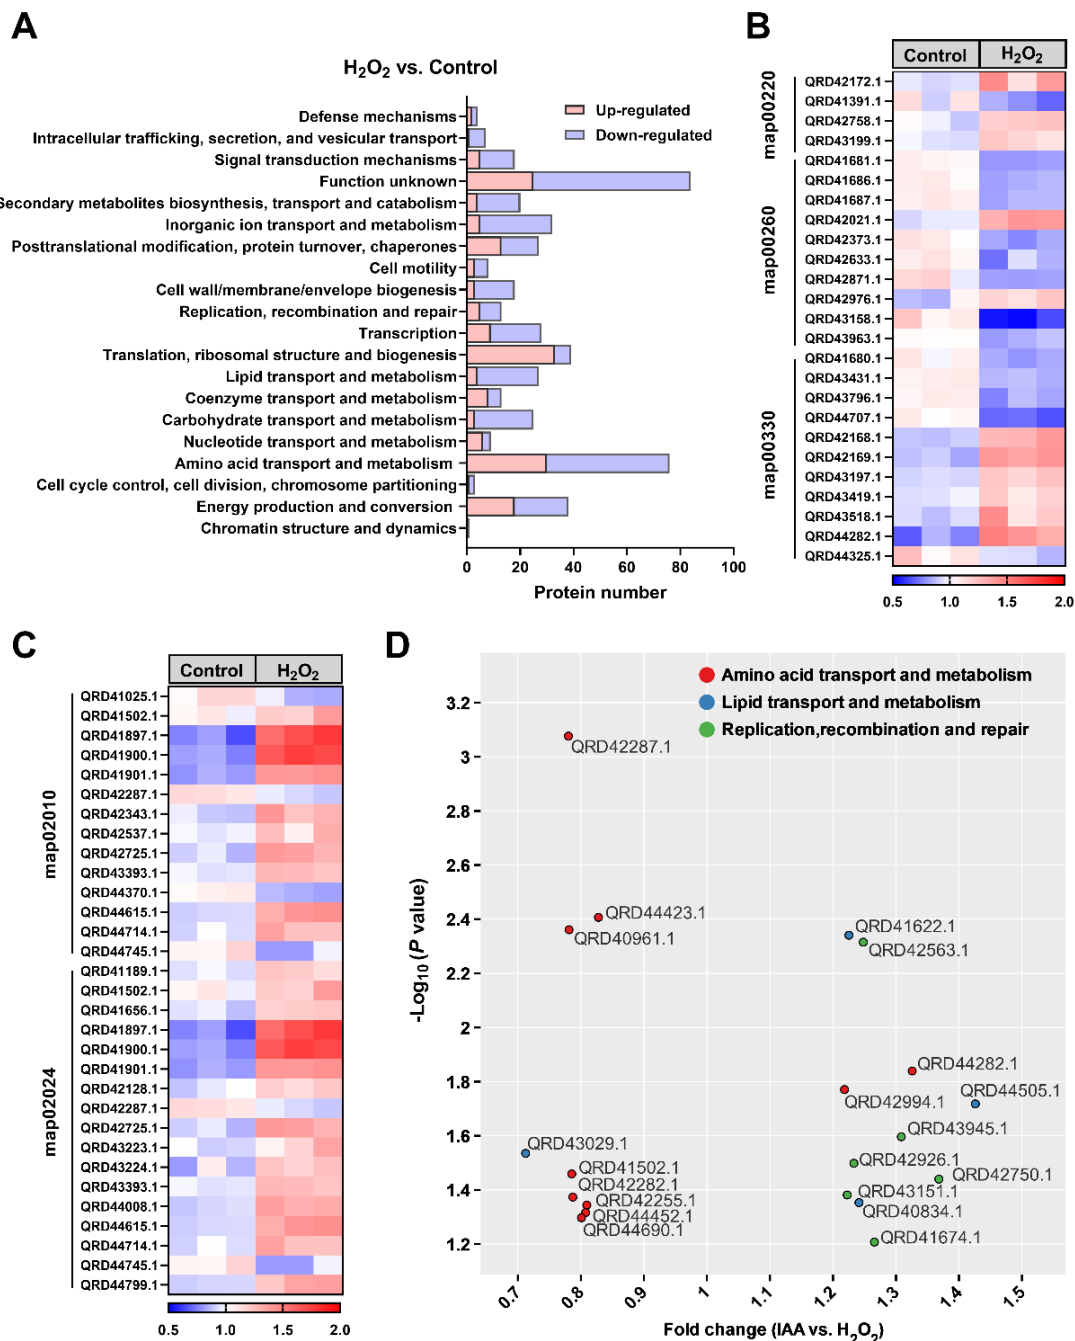 A
H₂O₂ vs. Control
Up-regulated
Down-regulated
Defense mechanisms
Intracellular trafficking, secretion, and vesicular transport
Signal transduction mechanisms
Function unknown
Secondary metabolites biosynthesis, transport and catabolism
Inorganic ion transport and metabolism
Posttranslational modification, protein turnover, chaperones
Cell motility
Cell wall/membrane/envelope biogenesis
Replication, recombination and repair
Transcription
Translation, ribosomal structure and biogenesis
Lipid transport and metabolism
Coenzyme transport and metabolism
Carbohydrate transport and metabolism
Nucleotide transport and metabolism
Amino acid transport and metabolism
Cell cycle control, cell division, chromosome partitioning
Energy production and conversion
Chromatin structure and dynamics
0 20 40 60 80 100
Protein number
B
Control H₂O₂
map00220
QRD42172.1
QRD41391.1
QRD42758.1
QRD43199.1
map00260
QRD41681.1
QRD41686.1
QRD41687.1
QRD42021.1
QRD42373.1
QRD42633.1
QRD42871.1
QRD42976.1
QRD43158.1
QRD43963.1
map00330
QRD41680.1
QRD43431.1
QRD43796.1
QRD44707.1
QRD42168.1
QRD42169.1
QRD43197.1
QRD43419.1
QRD43518.1
QRD44282.1
QRD44325.1
0.5 1.0 1.5 2.0
C
Control H₂O₂
map02010
QRD41025.1
QRD41502.1
QRD41897.1
QRD41900.1
QRD41901.1
QRD42287.1
QRD42343.1
QRD42537.1
QRD42725.1
QRD43393.1
QRD44370.1
QRD44615.1
QRD44714.1
QRD44745.1
map02024
QRD41189.1
QRD41502.1
QRD41656.1
QRD41897.1
QRD41900.1
QRD41901.1
QRD42128.1
QRD42287.1
QRD42725.1
QRD43223.1
QRD43224.1
QRD43393.1
QRD44008.1
QRD44615.1
QRD44714.1
QRD44745.1
QRD44799.1
0.5 1.0 1.5 2.0
D
Amino acid transport and metabolism
Lipid transport and metabolism
Replication,recombination and repair
-Log₁₀ (P value)
3.2
3
2.8
2.6
2.4
2.2
2
1.8
1.6
1.4
1.2
QRD42287.1
QRD44423.1
QRD40961.1
QRD41622.1
QRD42563.1
QRD44282.1
QRD44505.1
QRD42994.1
QRD43945.1
QRD43029.1
QRD42926.1
QRD41502.1
QRD42750.1
QRD42282.1
QRD43151.1
QRD42255.1
QRD40834.1
QRD44452.1
QRD44690.1
QRD41674.1
0.7 0.8 0.9 1 1.1 1.2 1.3 1.4 1.5
Fold change (IAA vs. H₂O₂)